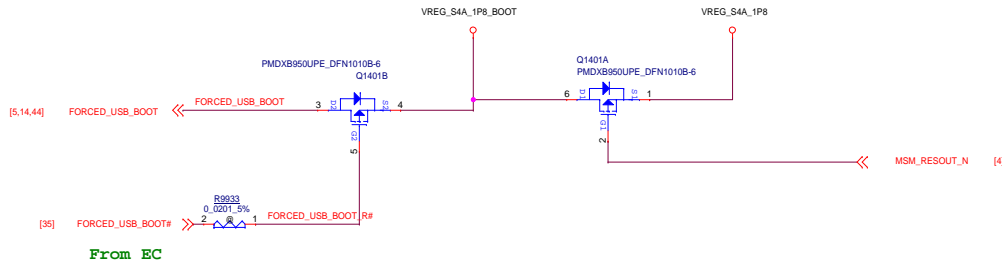 VREG_S4A_1P8_BOOT
VREG_S4A_1P8
PMDXB950UPE_DFN1010B-6
Q1401B
Q1401A
PMDXB950UPE_DFN1010B-6
[5,14,44]
FORCED_USB_BOOT
FORCED_USB_BOOT
3
D2
S2
4
G2
5
6
D1
S1
1
G1
2
MSM_RESOUT_N
[4
R9933
0_0201_5%
@
[35]
FORCED_USB_BOOT#
2
1
FORCED_USB_BOOT_R#
From EC